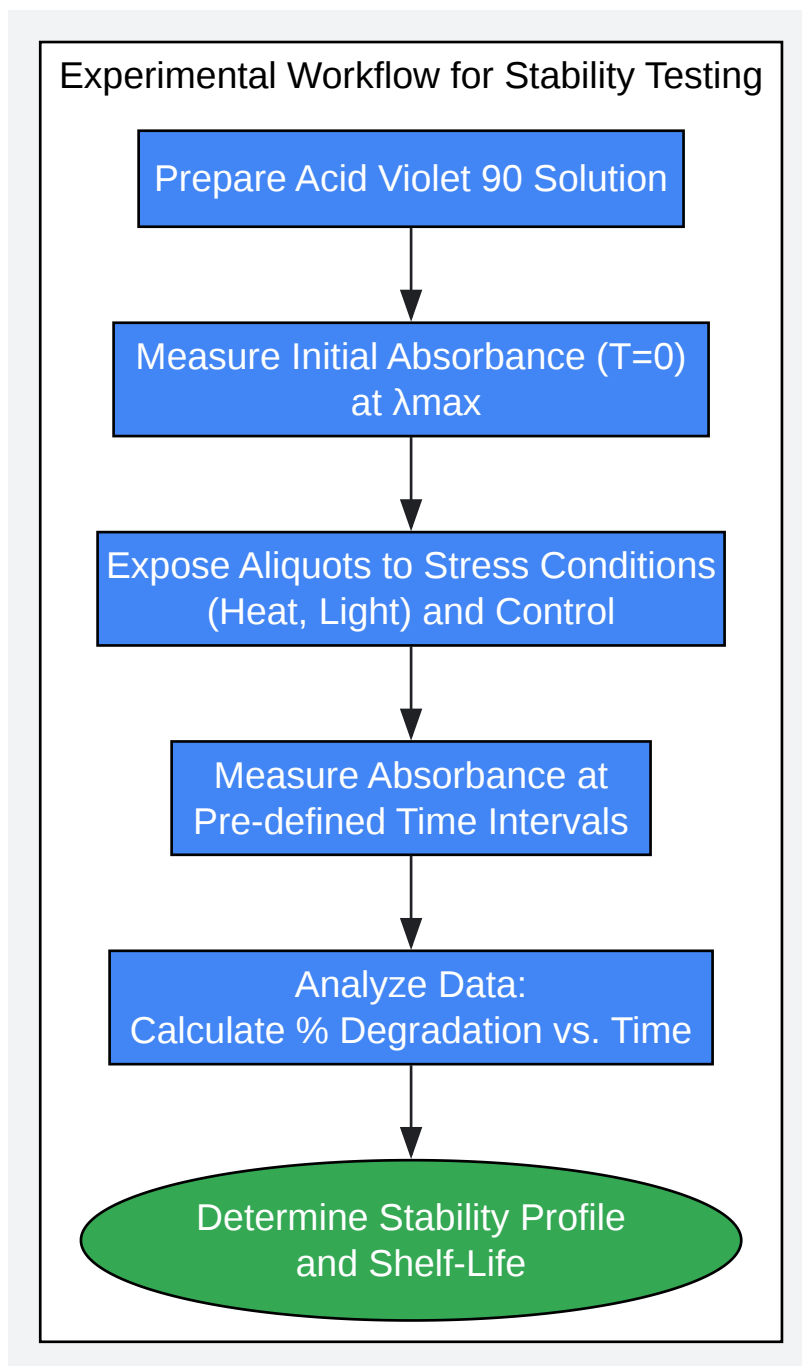 Experimental Workflow for Stability Testing
Prepare Acid Violet 90 Solution
Measure Initial Absorbance (T=0)
at λmax
Expose Aliquots to Stress Conditions
(Heat, Light) and Control
Measure Absorbance at
Pre-defined Time Intervals
Analyze Data:
Calculate % Degradation vs. Time
Determine Stability Profile
and Shelf-Life